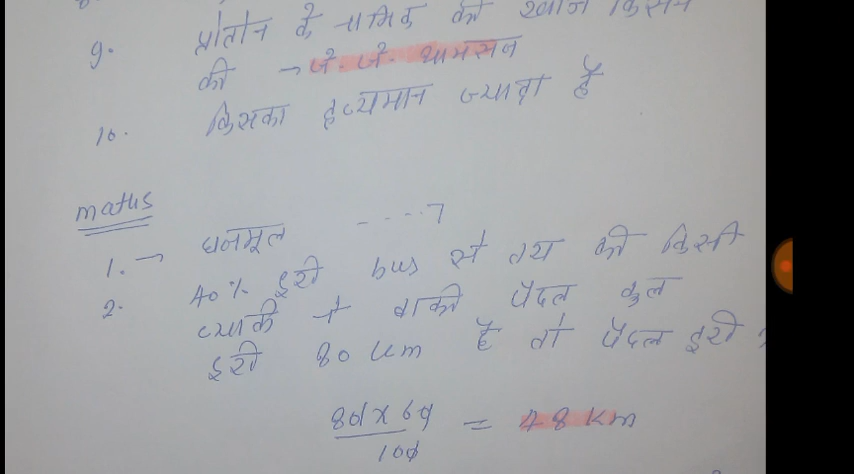 9. प्रोतोन के नामिक की खोज किसने
की → जे. जे. थामसन
10. किसका द्रव्यमान ज्यादा है
maths
1. → घनमूल ----?
2. 40% दुरी bus से तय की किसी
व्यक्ति ने बाकी पैदल कुल
दुरी 80 km है तो पैदल दुरी
80 x 60 / 100 = 48 km